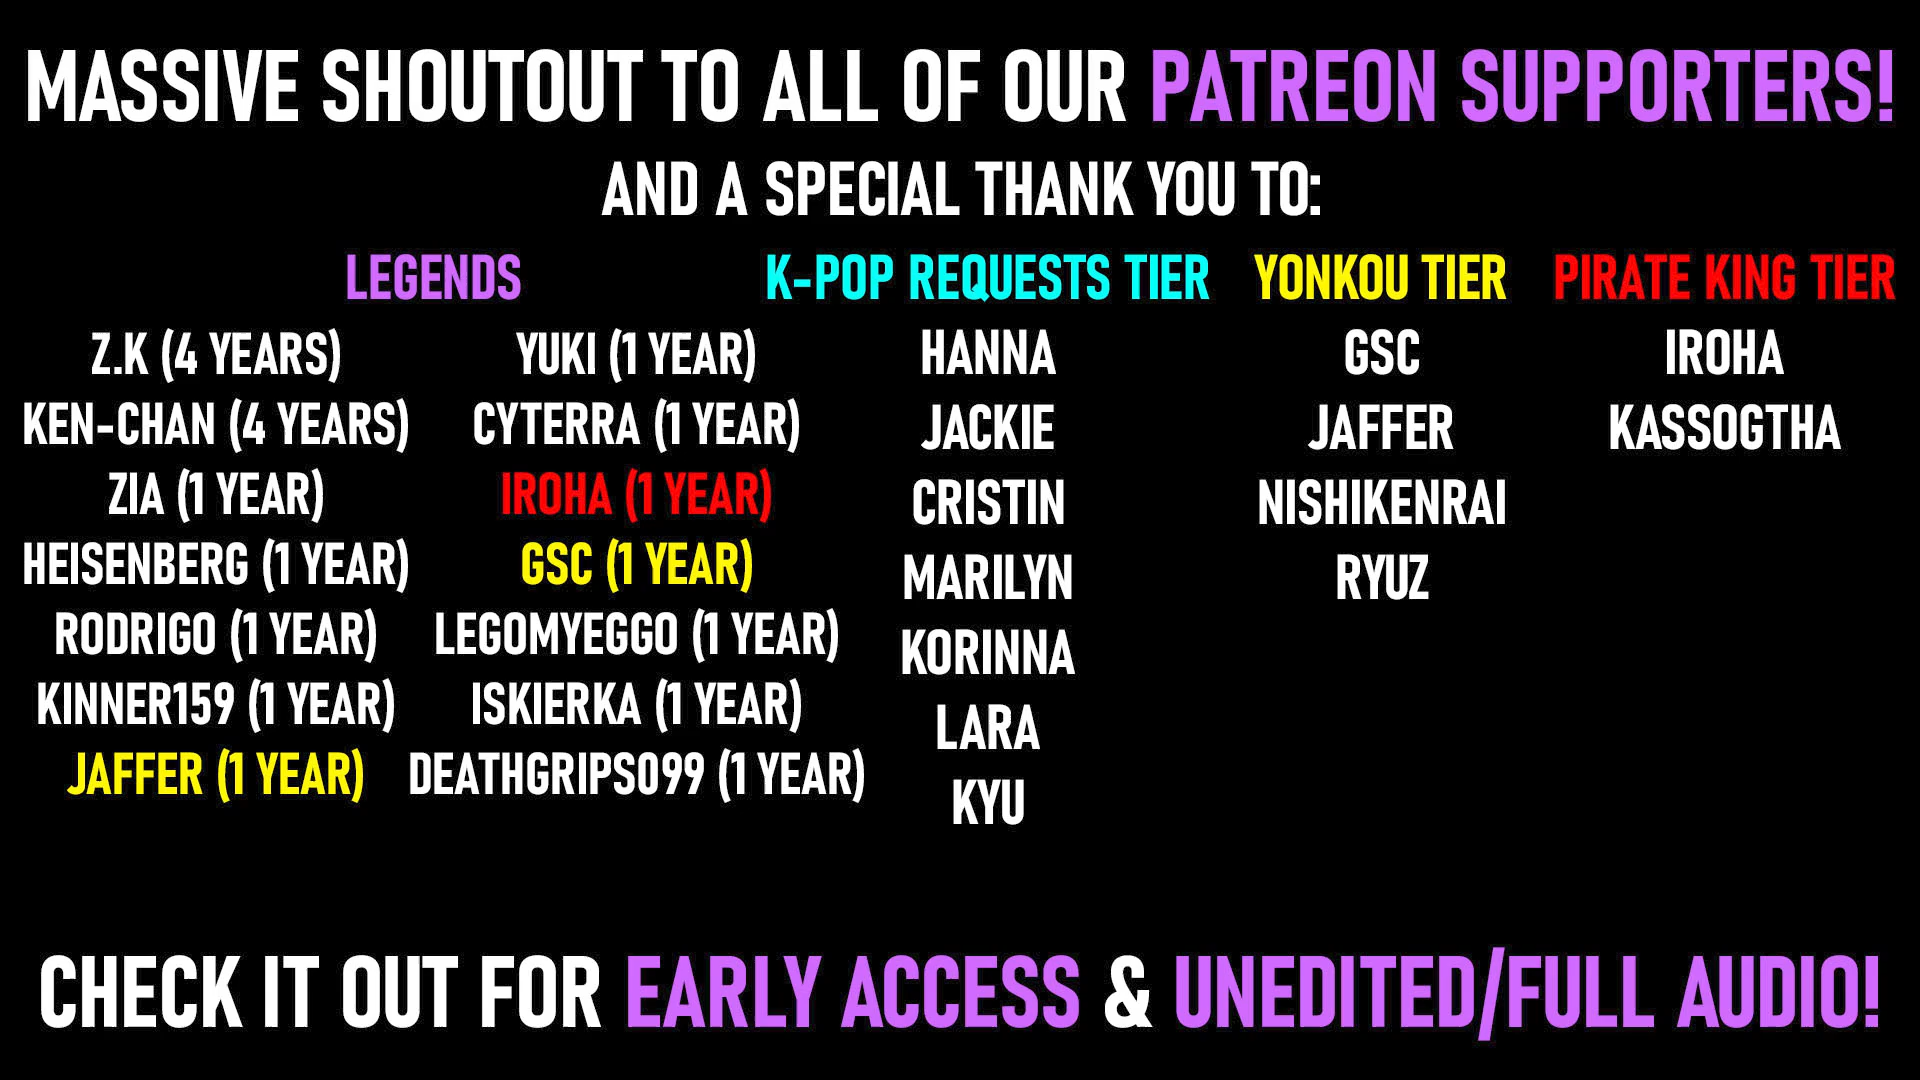 MASSIVE SHOUTOUT TO ALL OF OUR PATREON SUPPORTERS!
AND A SPECIAL THANK YOU TO:
LEGENDS
Z.K (4 YEARS)
KEN-CHAN (4 YEARS)
ZIA (1 YEAR)
HEISENBERG (1 YEAR)
RODRIGO (1 YEAR)
KINNER159 (1 YEAR)
JAFFER (1 YEAR)
YUKI (1 YEAR)
CYTERRA (1 YEAR)
IROHA (1 YEAR)
GSC (1 YEAR)
LEGOMYEGGO (1 YEAR)
ISKIERKA (1 YEAR)
DEATHGRIPS099 (1 YEAR)
K-POP REQUESTS TIER
HANNA
JACKIE
CRISTIN
MARILYN
KORINNA
LARA
KYU
YONKOU TIER
GSC
JAFFER
NISHIKENRAI
RYUZ
PIRATE KING TIER
IROHA
KASSOGTHA
CHECK IT OUT FOR EARLY ACCESS & UNEDITED/FULL AUDIO!